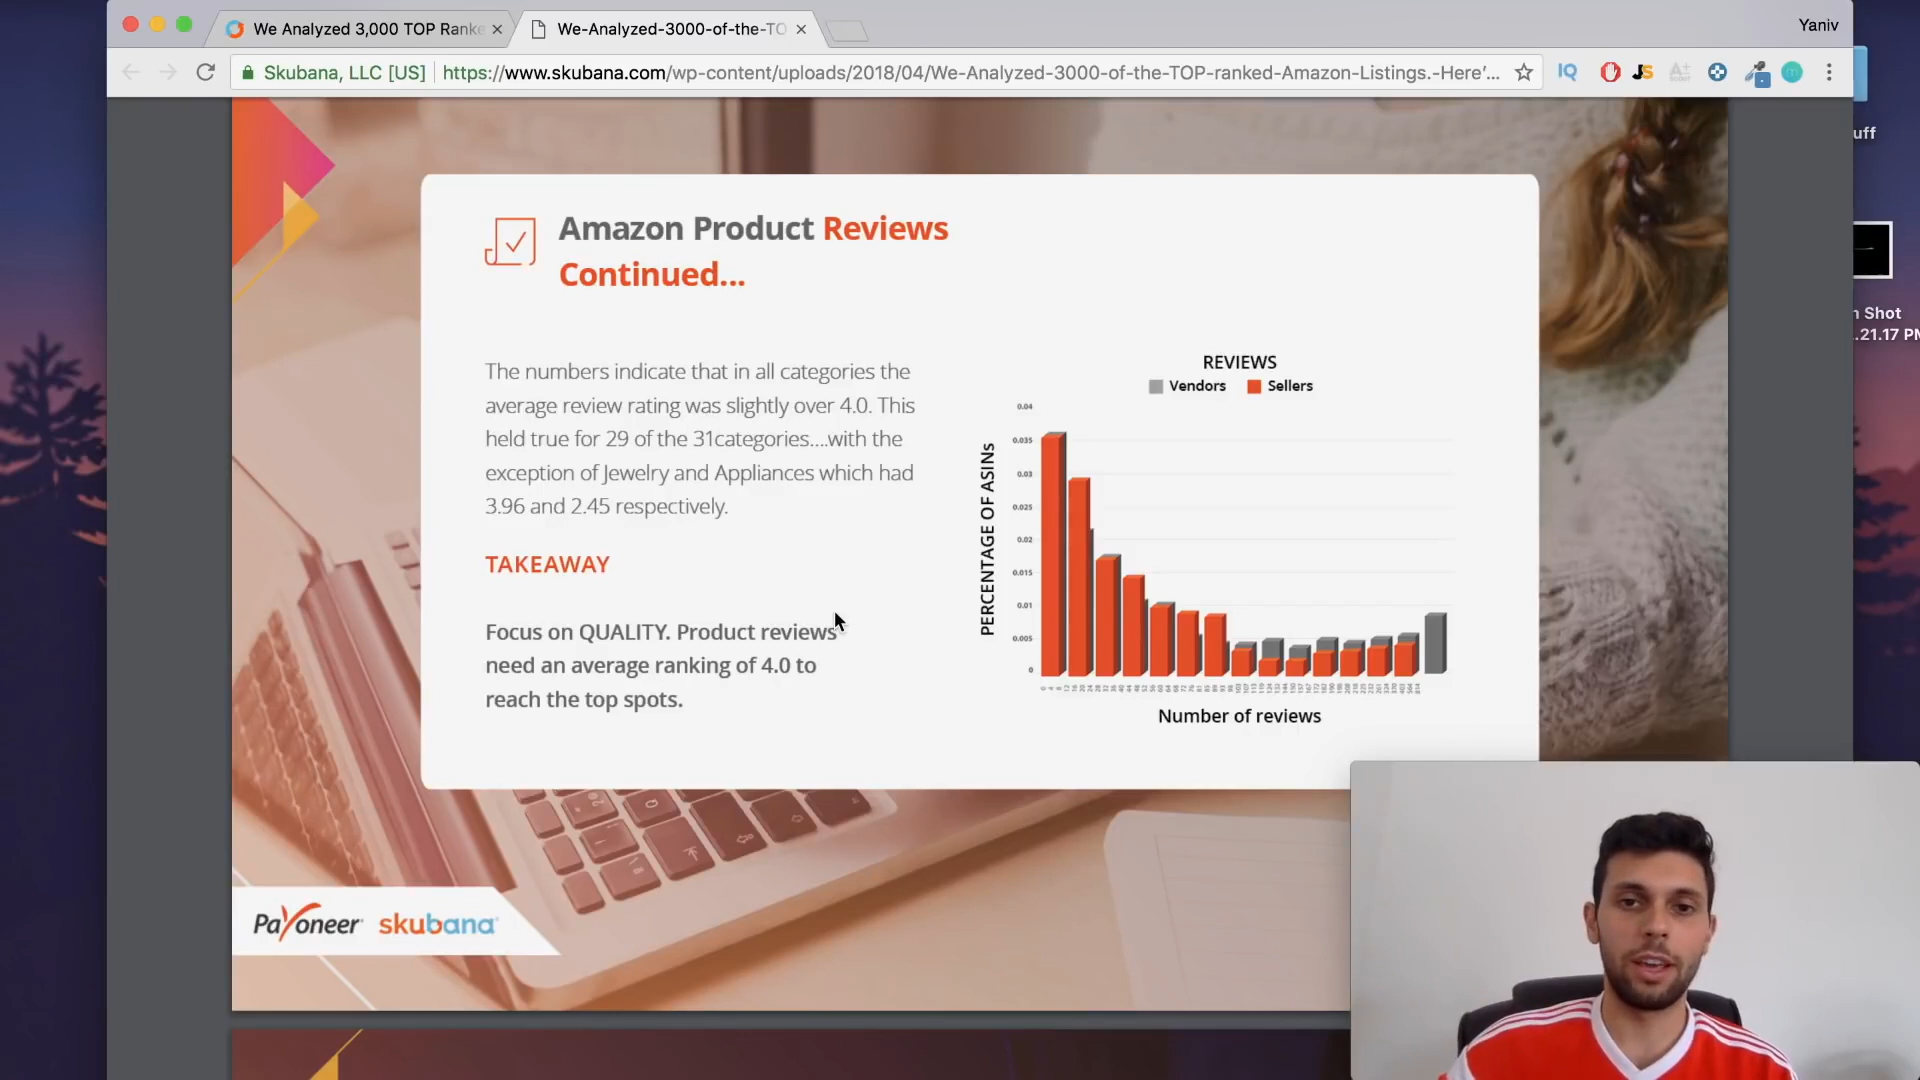 We Analyzed 3,000 TOP Ranke
We-Analyzed-3000-of-the-TO
Yaniv
Skubana, LLC [US]
https://www.skubana.com/wp-content/uploads/2018/04/We-Analyzed-3000-of-the-TOP-ranked-Amazon-Listings.-Here'...
IQ
JS
uff
Amazon Product Reviews
Continued...
n Shot
.21.17 PM
The numbers indicate that in all categories the
average review rating was slightly over 4.0. This
held true for 29 of the 31categories....with the
exception of Jewelry and Appliances which had
3.96 and 2.45 respectively.
TAKEAWAY
Focus on QUALITY. Product reviews
need an average ranking of 4.0 to
reach the top spots.
REVIEWS
Vendors
Sellers
PERCENTAGE OF ASINs
0.04
0.035
0.03
0.025
0.02
0.015
0.01
0.005
0
Number of reviews
Payoneer
skubana